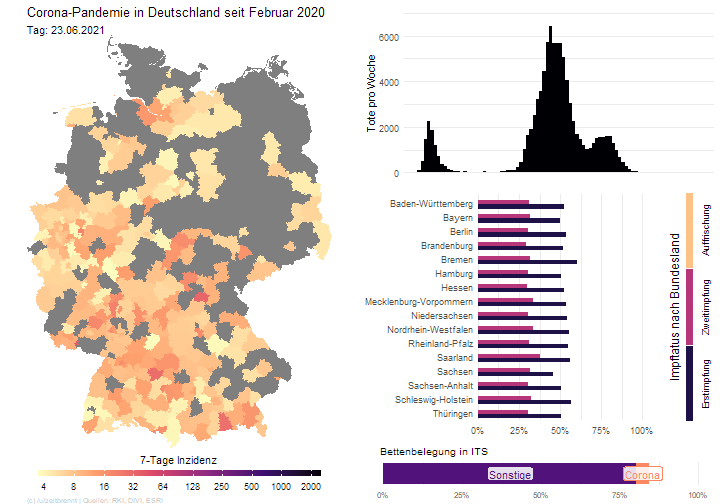 Corona-Pandemie in Deutschland seit Februar 2020
Tag: 23.06.2021
7-Tage Inzidenz
4 8 16 32 64 125 250 500 1000 2000
(c) /u/zeitbrennt | Quellen: RKI, DIVI, ESRI
Tote pro Woche
6000
4000
2000
0
Baden-Württemberg
Bayern
Berlin
Brandenburg
Bremen
Hamburg
Hessen
Mecklenburg-Vorpommern
Niedersachsen
Nordrhein-Westfalen
Rheinland-Pfalz
Saarland
Sachsen
Sachsen-Anhalt
Schleswig-Holstein
Thüringen
0% 25% 50% 75% 100%
Impfstatus nach Bundesland
Auffrischung
Zweitimpfung
Erstimpfung
Bettenbelegung in ITS
Sonstige
Corona
0% 25% 50% 75% 100%